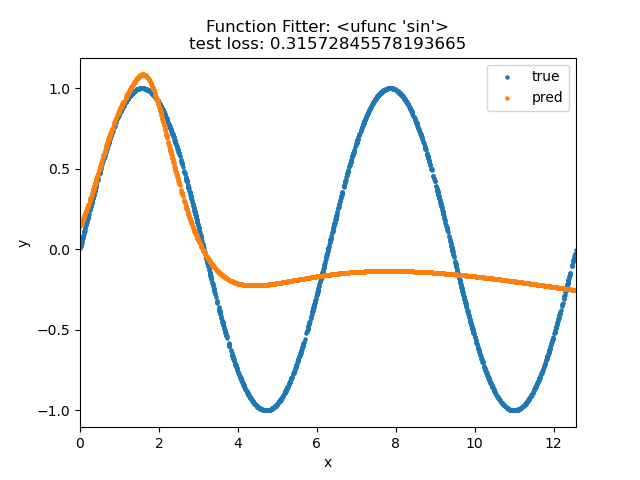 Function Fitter: <ufunc 'sin'>
test loss: 0.31572845578193665
true
pred
1.0
0.5
0.0
−0.5
−1.0
y
0
2
4
6
8
10
12
x